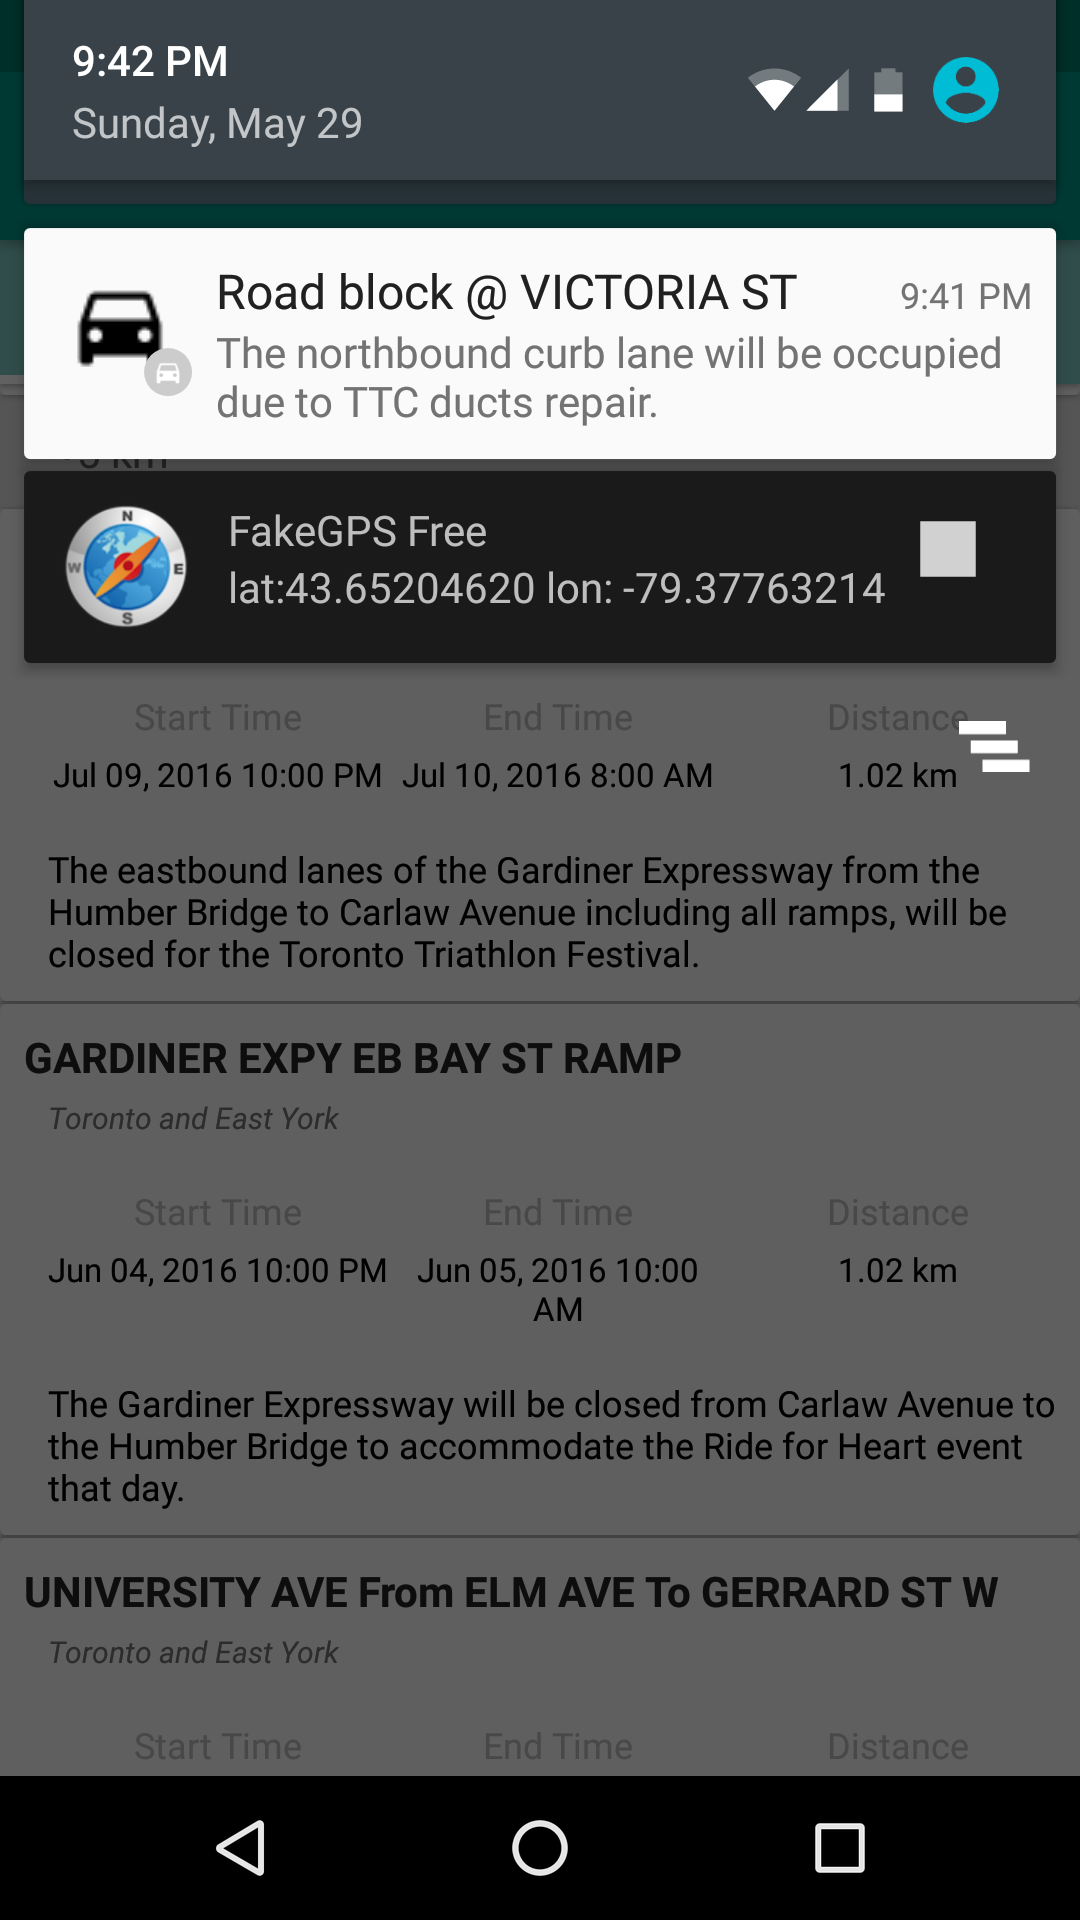 9:42 PM
Sunday, May 29
Road block @ VICTORIA ST
9:41 PM
The northbound curb lane will be occupied
due to TTC ducts repair.
N
W
E
S
FakeGPS Free
lat:43.65204620 lon: -79.37763214
Start Time End Time Distance
Jul 09, 2016 10:00 PM Jul 10, 2016 8:00 AM 1.02 km
The eastbound lanes of the Gardiner Expressway from the
Humber Bridge to Carlaw Avenue including all ramps, will be
closed for the Toronto Triathlon Festival.
GARDINER EXPY EB BAY ST RAMP
Toronto and East York
Start Time End Time Distance
Jun 04, 2016 10:00 PM Jun 05, 2016 10:00 1.02 km
AM
The Gardiner Expressway will be closed from Carlaw Avenue to
the Humber Bridge to accommodate the Ride for Heart event
that day.
UNIVERSITY AVE From ELM AVE To GERRARD ST W
Toronto and East York
Start Time End Time Distance